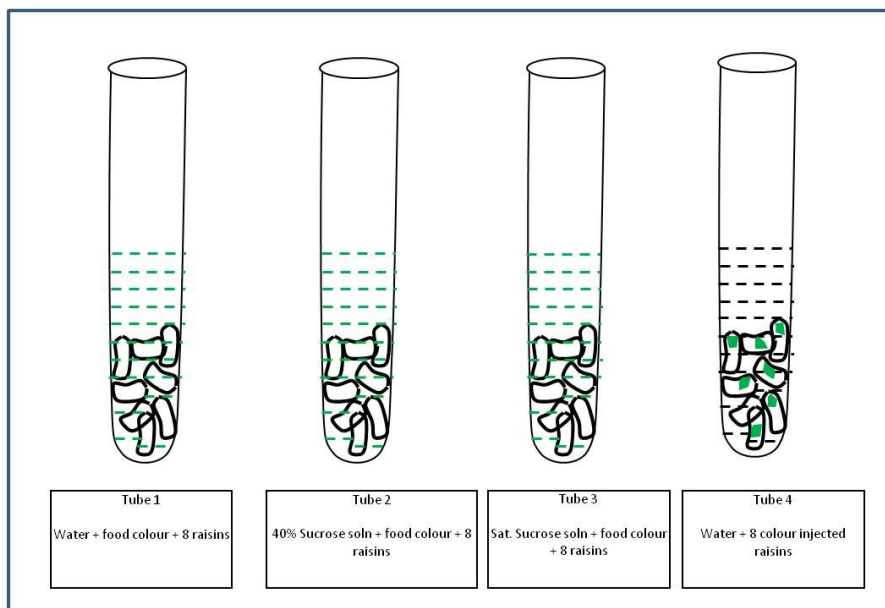 Tube 1
Water + food colour + 8 raisins
Tube 2
40% Sucrose soln + food colour + 8
raisins
Tube 3
Sat. Sucrose soln + food colour
+ 8 raisins
Tube 4
Water + 8 colour injected
raisins